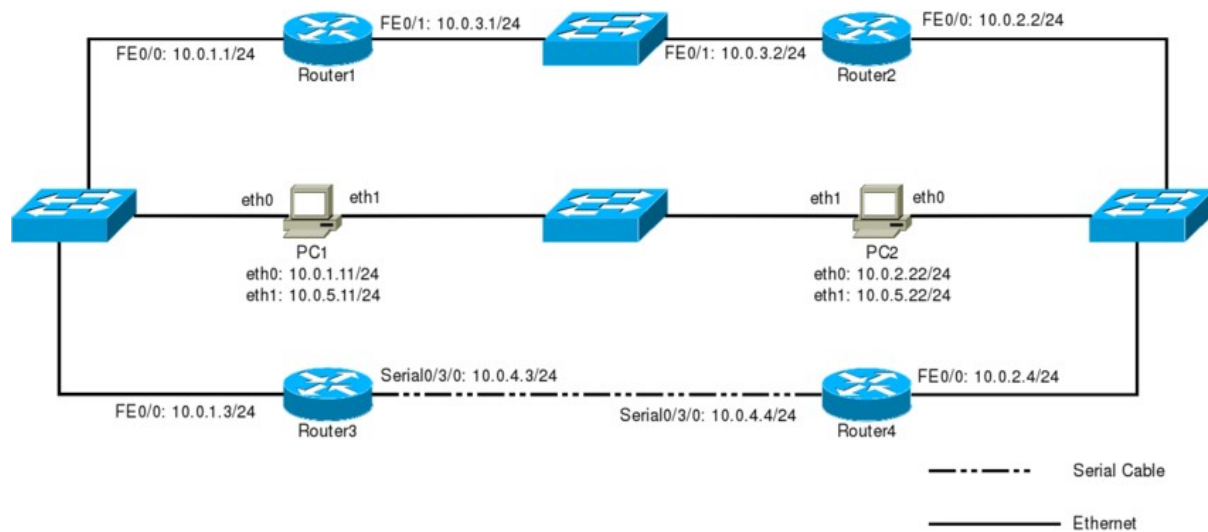 FE0/1: 10.0.3.1/24
FE0/0: 10.0.2.2/24
FE0/0: 10.0.1.1/24
FE0/1: 10.0.3.2/24
Router1
Router2
eth0
eth1
eth1
eth0
PC1
PC2
eth0: 10.0.1.11/24
eth1: 10.0.5.11/24
eth0: 10.0.2.22/24
eth1: 10.0.5.22/24
Serial0/3/0: 10.0.4.3/24
FE0/0: 10.0.2.4/24
FE0/0: 10.0.1.3/24
Serial0/3/0: 10.0.4.4/24
Router3
Router4
Serial Cable
Ethernet